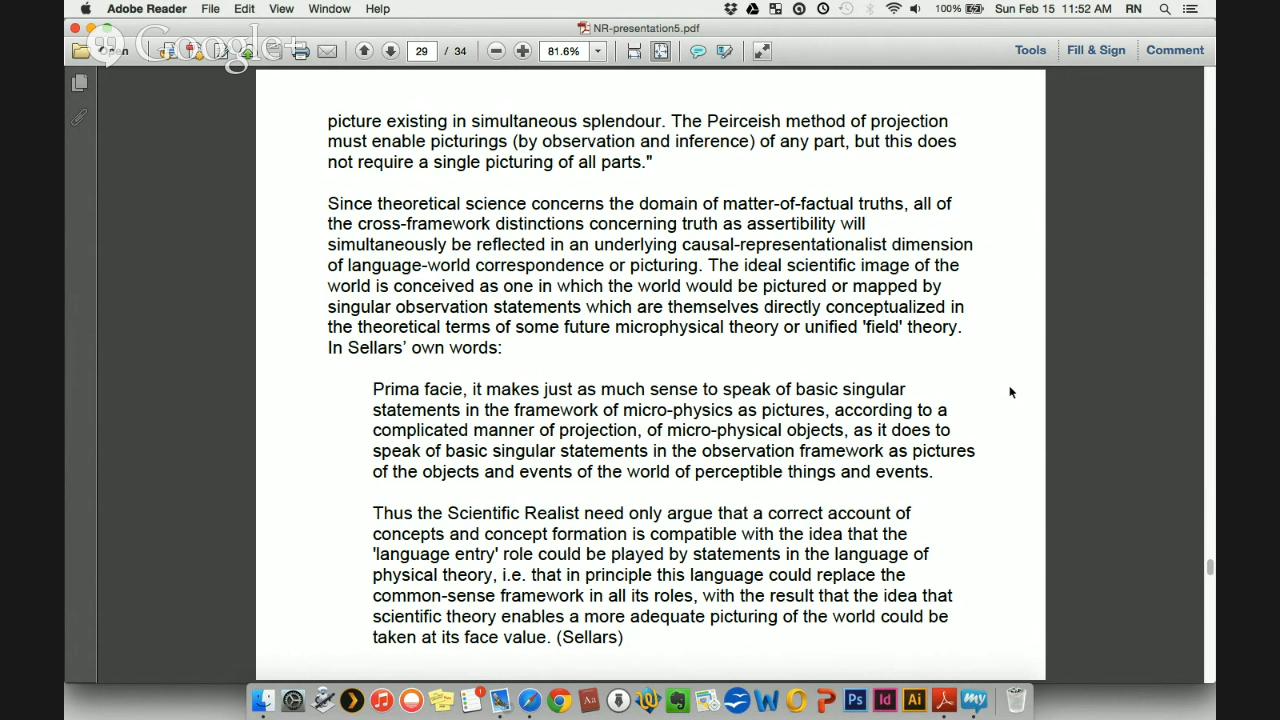 Adobe Reader File Edit View Window Help 100% Sun Feb 15 11:52 AM RN
NR-presentation5.pdf
Google+
Open 29 / 34 81.6% Tools Fill & Sign Comment
picture existing in simultaneous splendour. The Peirceish method of projection
must enable picturings (by observation and inference) of any part, but this does
not require a single picturing of all parts."
Since theoretical science concerns the domain of matter-of-factual truths, all of
the cross-framework distinctions concerning truth as assertibility will
simultaneously be reflected in an underlying causal-representationalist dimension
of language-world correspondence or picturing. The ideal scientific image of the
world is conceived as one in which the world would be pictured or mapped by
singular observation statements which are themselves directly conceptualized in
the theoretical terms of some future microphysical theory or unified 'field' theory.
In Sellars’ own words:
Prima facie, it makes just as much sense to speak of basic singular
statements in the framework of micro-physics as pictures, according to a
complicated manner of projection, of micro-physical objects, as it does to
speak of basic singular statements in the observation framework as pictures
of the objects and events of the world of perceptible things and events.
Thus the Scientific Realist need only argue that a correct account of
concepts and concept formation is compatible with the idea that the
'language entry' role could be played by statements in the language of
physical theory, i.e. that in principle this language could replace the
common-sense framework in all its roles, with the result that the idea that
scientific theory enables a more adequate picturing of the world could be
taken at its face value. (Sellars)
Aa W Ps Id Ai my